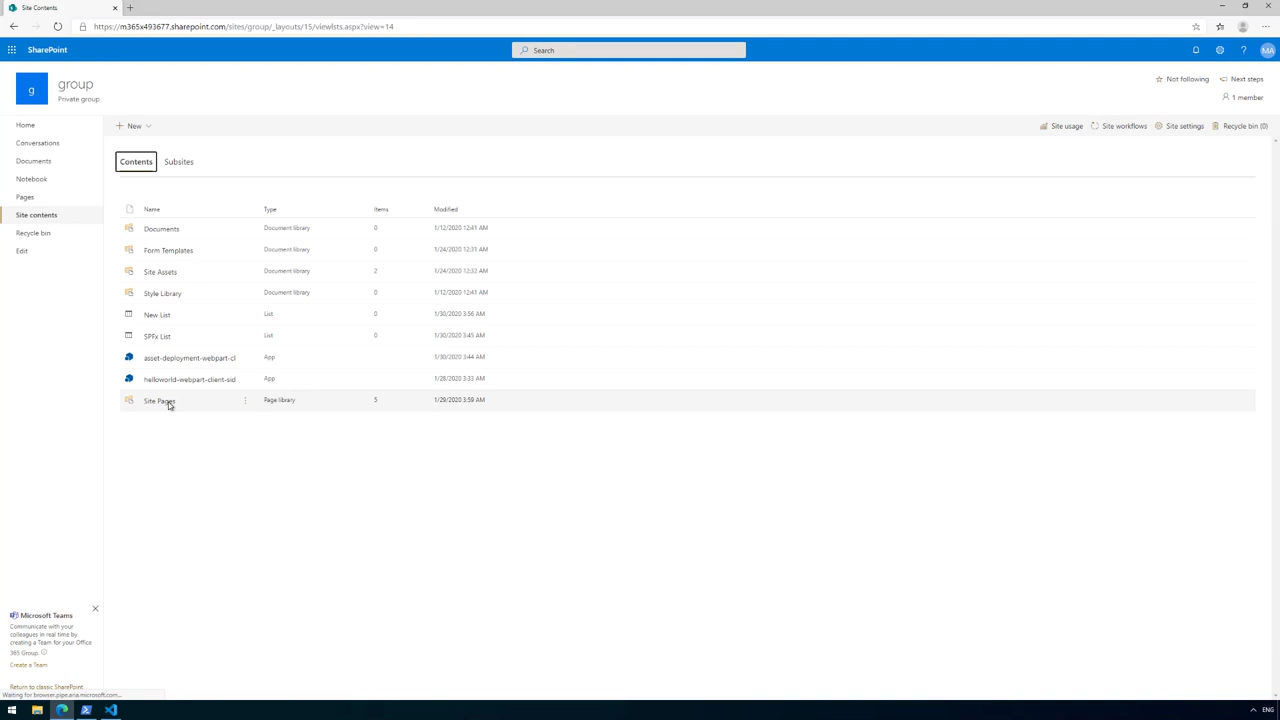 Site Contents
https://m365x493677.sharepoint.com/sites/group/_layouts/15/viewlsts.aspx?view=14
SharePoint
Search
MA
g
group
Private group
Not following
Next steps
1 member
Home
Conversations
Documents
Notebook
Pages
Site contents
Recycle bin
Edit
New
Site usage
Site workflows
Site settings
Recycle bin (0)
Contents
Subsites
Name Type Items Modified
Documents Document library 0 1/12/2020 12:41 AM
Form Templates Document library 0 1/24/2020 12:31 AM
Site Assets Document library 2 1/24/2020 12:32 AM
Style Library Document library 0 1/12/2020 12:41 AM
New List List 0 1/30/2020 3:56 AM
SPFx List List 0 1/30/2020 3:45 AM
asset-deployment-webpart-cl App 1/30/2020 3:44 AM
helloworld-webpart-client-sid App 1/28/2020 3:33 AM
Site Pages Page library 5 1/29/2020 3:59 AM
Microsoft Teams
Communicate with your
colleagues in real time by
creating a Team for your Office
365 Group.
Create a Team
Return to classic SharePoint
Waiting for browser.pipe.aria.microsoft.com...
ENG